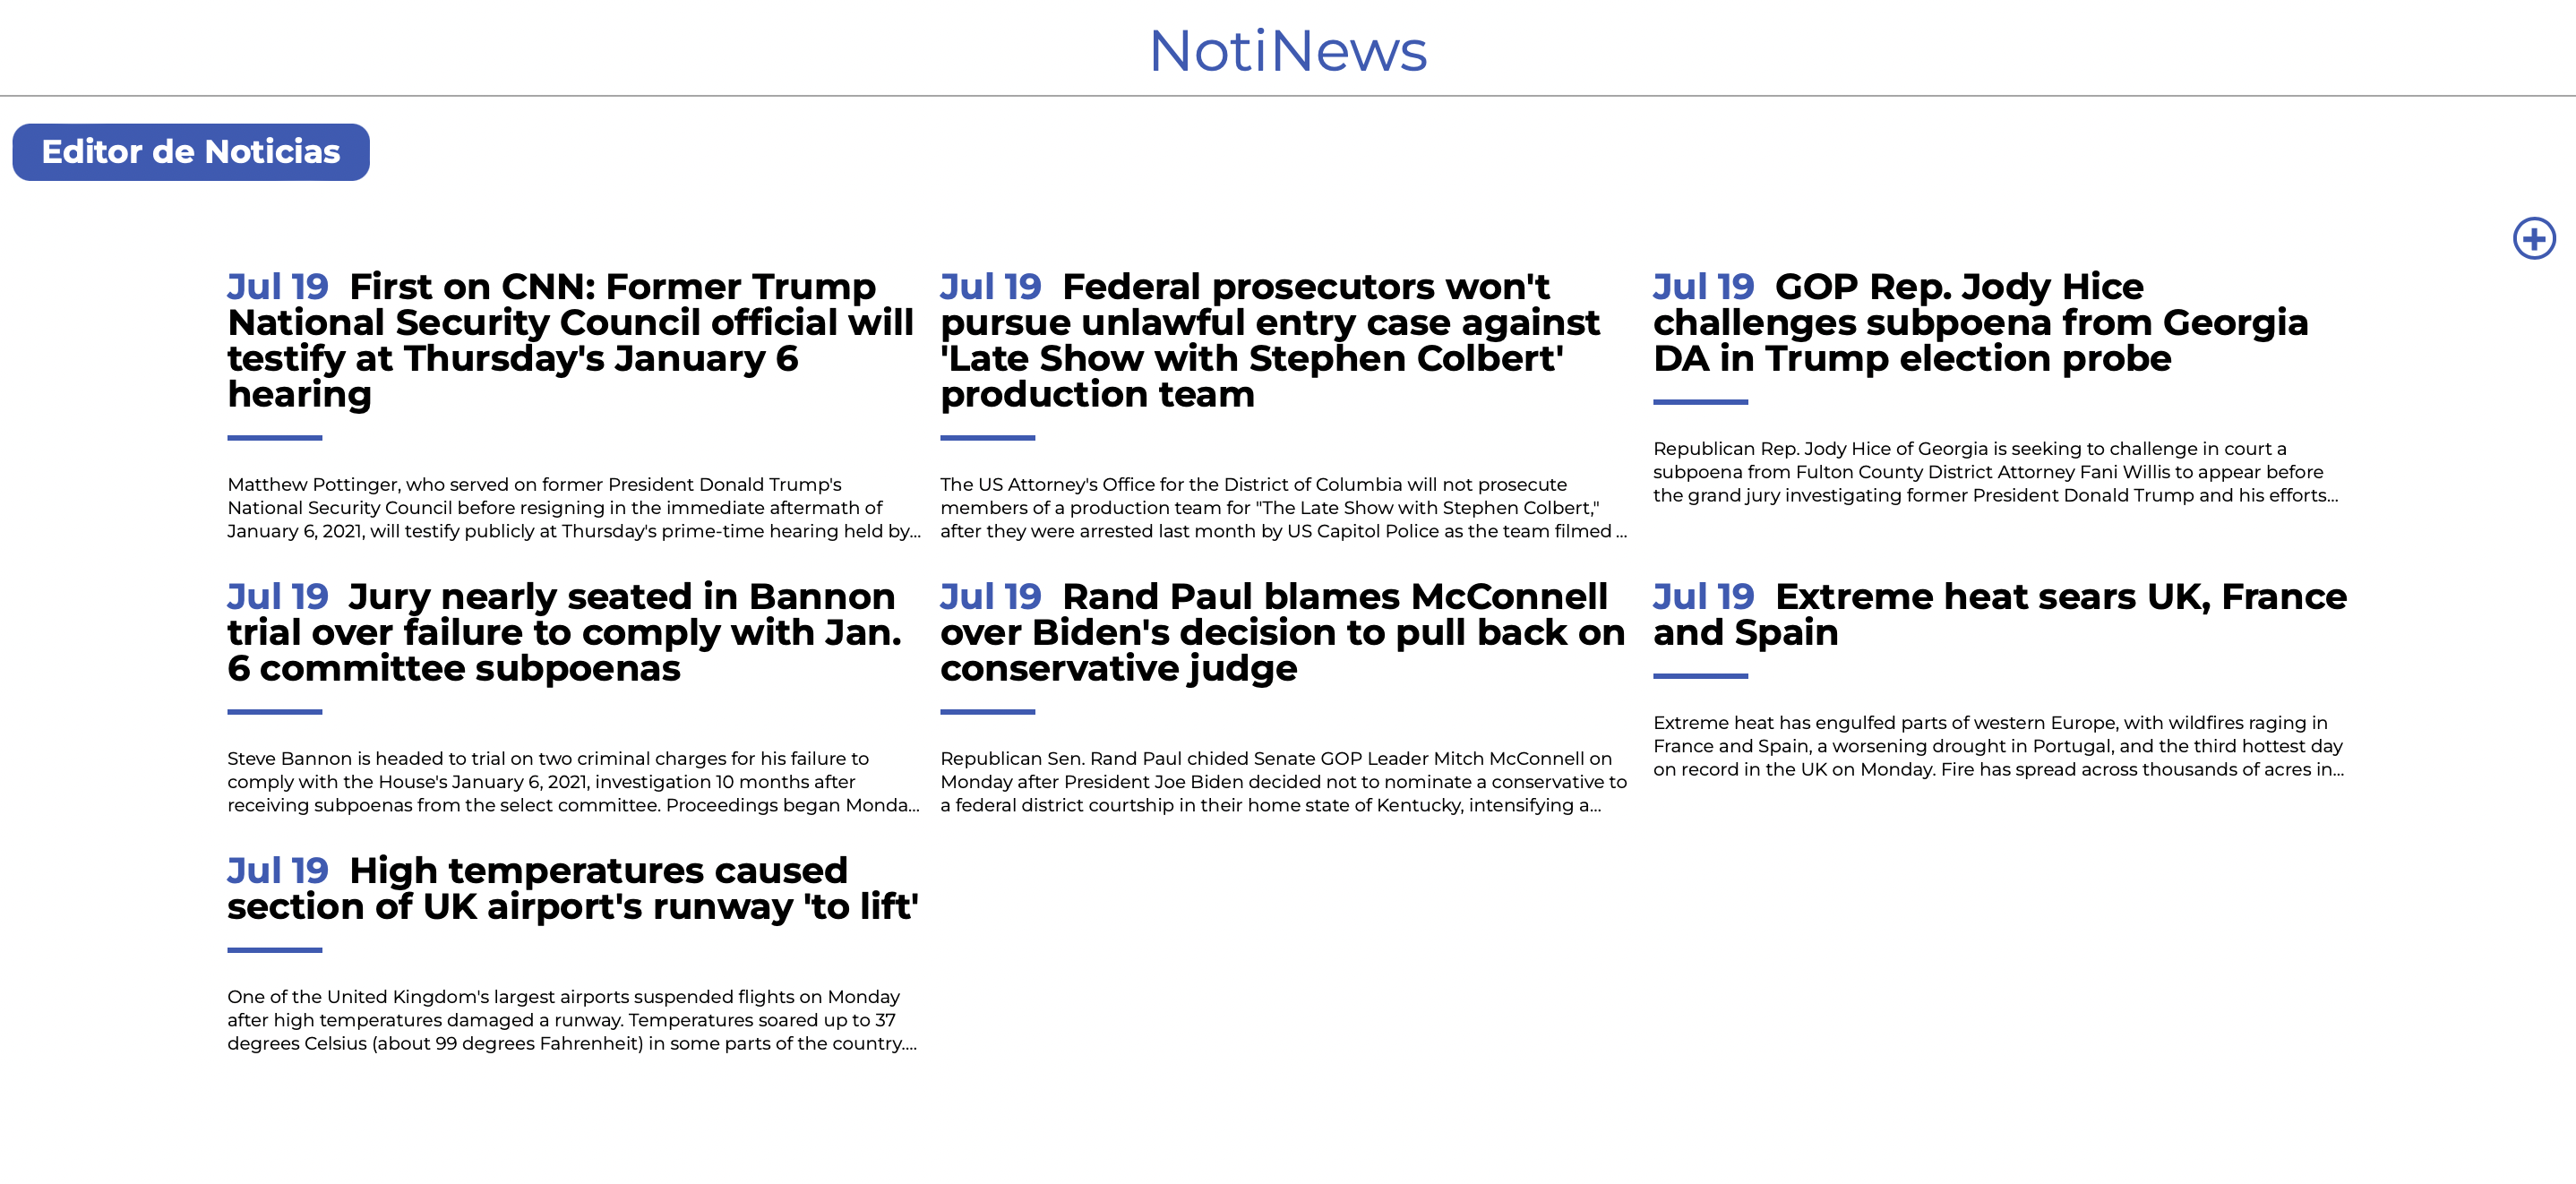 NotiNews
Editor de Noticias
Jul 19 First on CNN: Former Trump
National Security Council official will
testify at Thursday's January 6
hearing
Matthew Pottinger, who served on former President Donald Trump's
National Security Council before resigning in the immediate aftermath of
January 6, 2021, will testify publicly at Thursday's prime-time hearing held by...
Jul 19 Federal prosecutors won't
pursue unlawful entry case against
'Late Show with Stephen Colbert'
production team
The US Attorney's Office for the District of Columbia will not prosecute
members of a production team for "The Late Show with Stephen Colbert,"
after they were arrested last month by US Capitol Police as the team filmed ...
Jul 19 GOP Rep. Jody Hice
challenges subpoena from Georgia
DA in Trump election probe
Republican Rep. Jody Hice of Georgia is seeking to challenge in court a
subpoena from Fulton County District Attorney Fani Willis to appear before
the grand jury investigating former President Donald Trump and his efforts...
Jul 19 Jury nearly seated in Bannon
trial over failure to comply with Jan.
6 committee subpoenas
Steve Bannon is headed to trial on two criminal charges for his failure to
comply with the House's January 6, 2021, investigation 10 months after
receiving subpoenas from the select committee. Proceedings began Monda...
Jul 19 Rand Paul blames McConnell
over Biden's decision to pull back on
conservative judge
Republican Sen. Rand Paul chided Senate GOP Leader Mitch McConnell on
Monday after President Joe Biden decided not to nominate a conservative to
a federal district courtship in their home state of Kentucky, intensifying a...
Jul 19 Extreme heat sears UK, France
and Spain
Extreme heat has engulfed parts of western Europe, with wildfires raging in
France and Spain, a worsening drought in Portugal, and the third hottest day
on record in the UK on Monday. Fire has spread across thousands of acres in...
Jul 19 High temperatures caused
section of UK airport's runway 'to lift'
One of the United Kingdom's largest airports suspended flights on Monday
after high temperatures damaged a runway. Temperatures soared up to 37
degrees Celsius (about 99 degrees Fahrenheit) in some parts of the country....